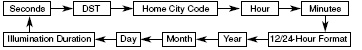 Seconds
DST
Home City Code
Hour
Minutes
12/24-Hour Format
Year
Month
Day
Illumination Duration